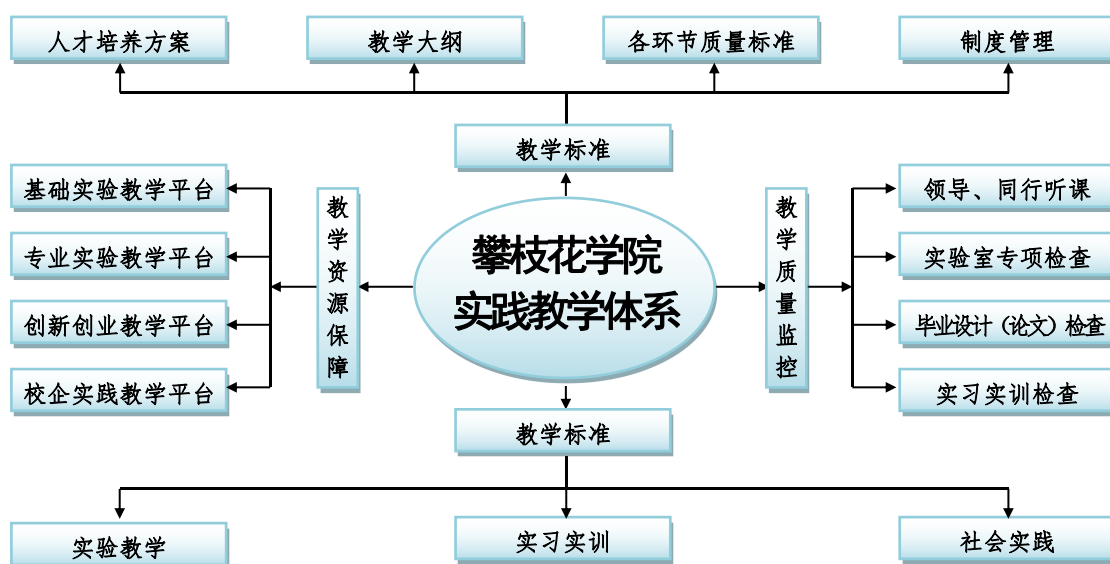 人才培养方案
教学大纲
各环节质量标准
制度管理
教学标准
基础实验教学平台
专业实验教学平台
创新创业教学平台
校企实践教学平台
教学资源保障
攀枝花学院
实践教学体系
教学质量监控
领导、同行听课
实验室专项检查
毕业设计（论文）检查
实习实训检查
教学标准
实验教学
实习实训
社会实践